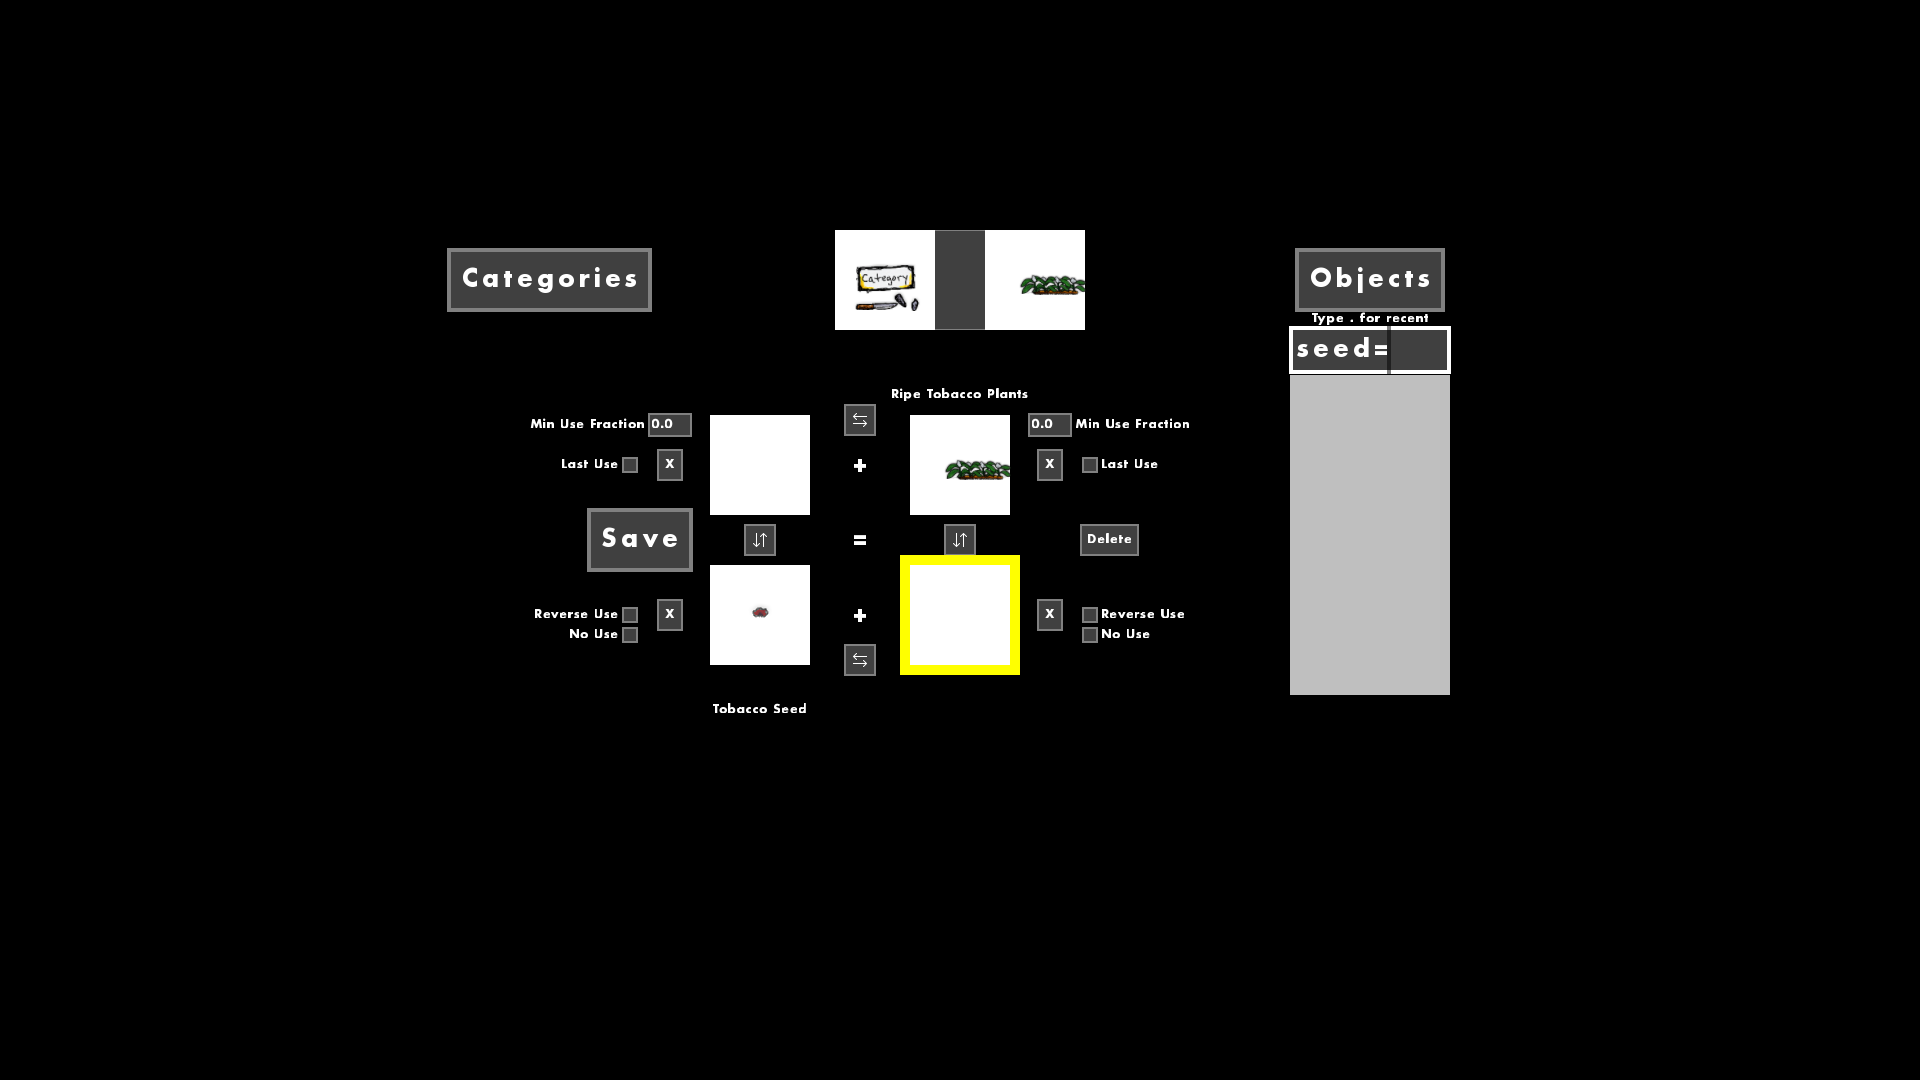 Categories
Category
Objects
Type . for recent
seed=
Ripe Tobacco Plants
Min Use Fraction 0.0
0.0 Min Use Fraction
Last Use X
+
X Last Use
Save
=
Delete
Reverse Use X
No Use
+
X Reverse Use
No Use
Tobacco Seed